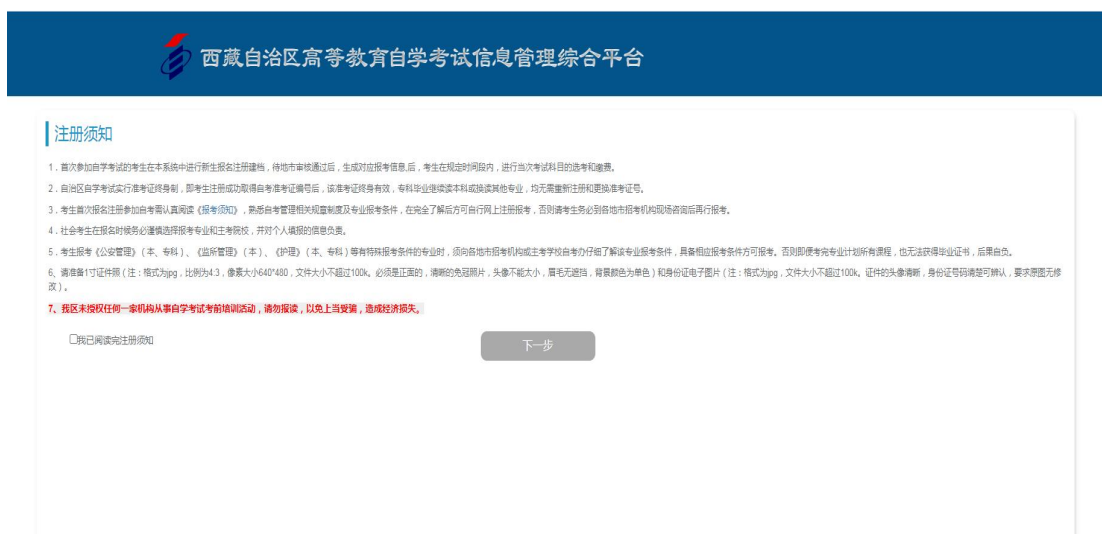 西藏自治区高等教育自学考试信息管理综合平台
注册须知
1．首次参加自学考试的考生在本系统中进行新生报名注册建档，待地市审核通过后，生成对应报考信息,后，考生在规定时间段内，进行当次考试科目的选考和缴费。
2．自治区自学考试实行准考证终身制，即考生注册成功取得自考准考证编号后，该准考证终身有效，专科毕业继续读本科或换读其他专业，均无需重新注册和更换准考证号。
3．考生首次报名注册参加自考需认真阅读《报考须知》，熟悉自考管理相关规章制度及专业报考条件，在完全了解后方可自行网上注册报考，否则请考生务必到各地市招考机构现场咨询后再行报考。
4．社会考生在报名时候务必谨慎选择报考专业和主考院校，并对个人填报的信息负责。
5．考生报考《公安管理》（本、专科）、《监所管理》（本）、《护理》（本、专科）等有特殊报考条件的专业时，须向各地市招考机构或主考学校自考办仔细了解该专业报考条件，具备相应报考条件方可报考。否则即便考完专业计划所有课程，也无法获得毕业证书，后果自负。
6、请准备1寸证件照（注：格式为jpg，比例为4:3，像素大小640*480，文件大小不超过100k。必须是正面的，清晰的免冠照片，头像不能太小，眉毛无遮挡，背景颜色为单色）和身份证电子图片（注：格式为jpg，文件大小不超过100k。证件的头像清晰，身份证号码清楚可辨认，要求原图无修
改）。
7、我区未授权任何一家机构从事自学考试考前培训活动，请勿报读，以免上当受骗，造成经济损失。
我已阅读完注册须知
下一步